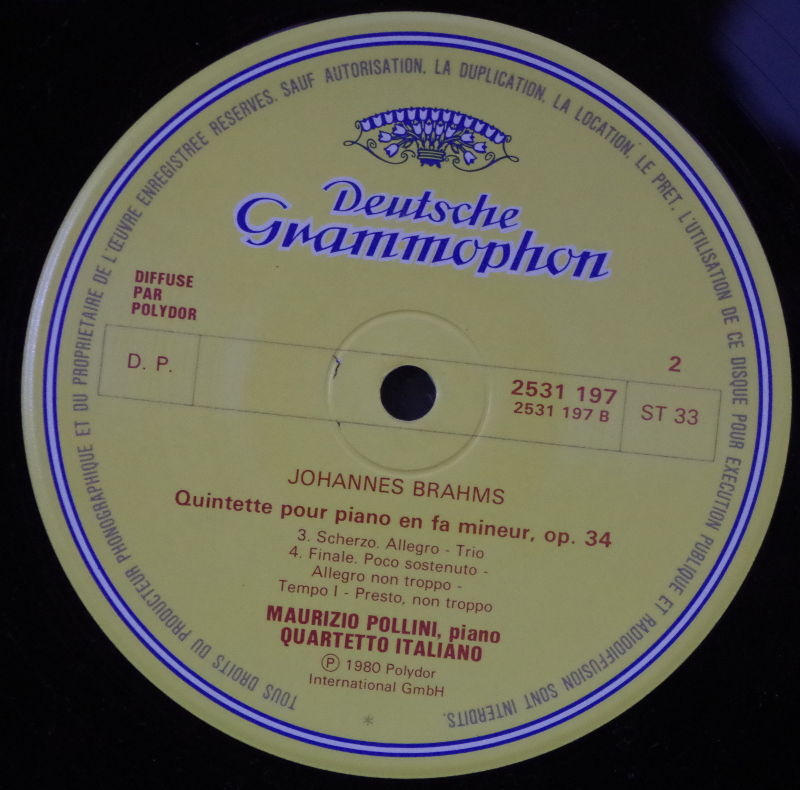 TOUS DROITS DU PRODUCTEUR PHONOGRAPHIQUE ET DU PROPRIETAIRE DE L'ŒUVRE ENREGISTREE RESERVES. SAUF AUTORISATION, LA DUPLICATION, LA LOCATION, LE PRET, L'UTILISATION DE CE DISQUE POUR EXECUTION PUBLIQUE ET RADIODIFFUSION SONT INTERDITS.
Deutsche
Grammophon
DIFFUSE
PAR
POLYDOR
2
D. P.
2531 197
2531 197 B
ST 33
JOHANNES BRAHMS
Quintette pour piano en fa mineur, op. 34
3. Scherzo. Allegro - Trio
4. Finale. Poco sostenuto -
Allegro non troppo -
Tempo I - Presto, non troppo
MAURIZIO POLLINI, piano
QUARTETTO ITALIANO
Ⓟ 1980 Polydor
International GmbH
*